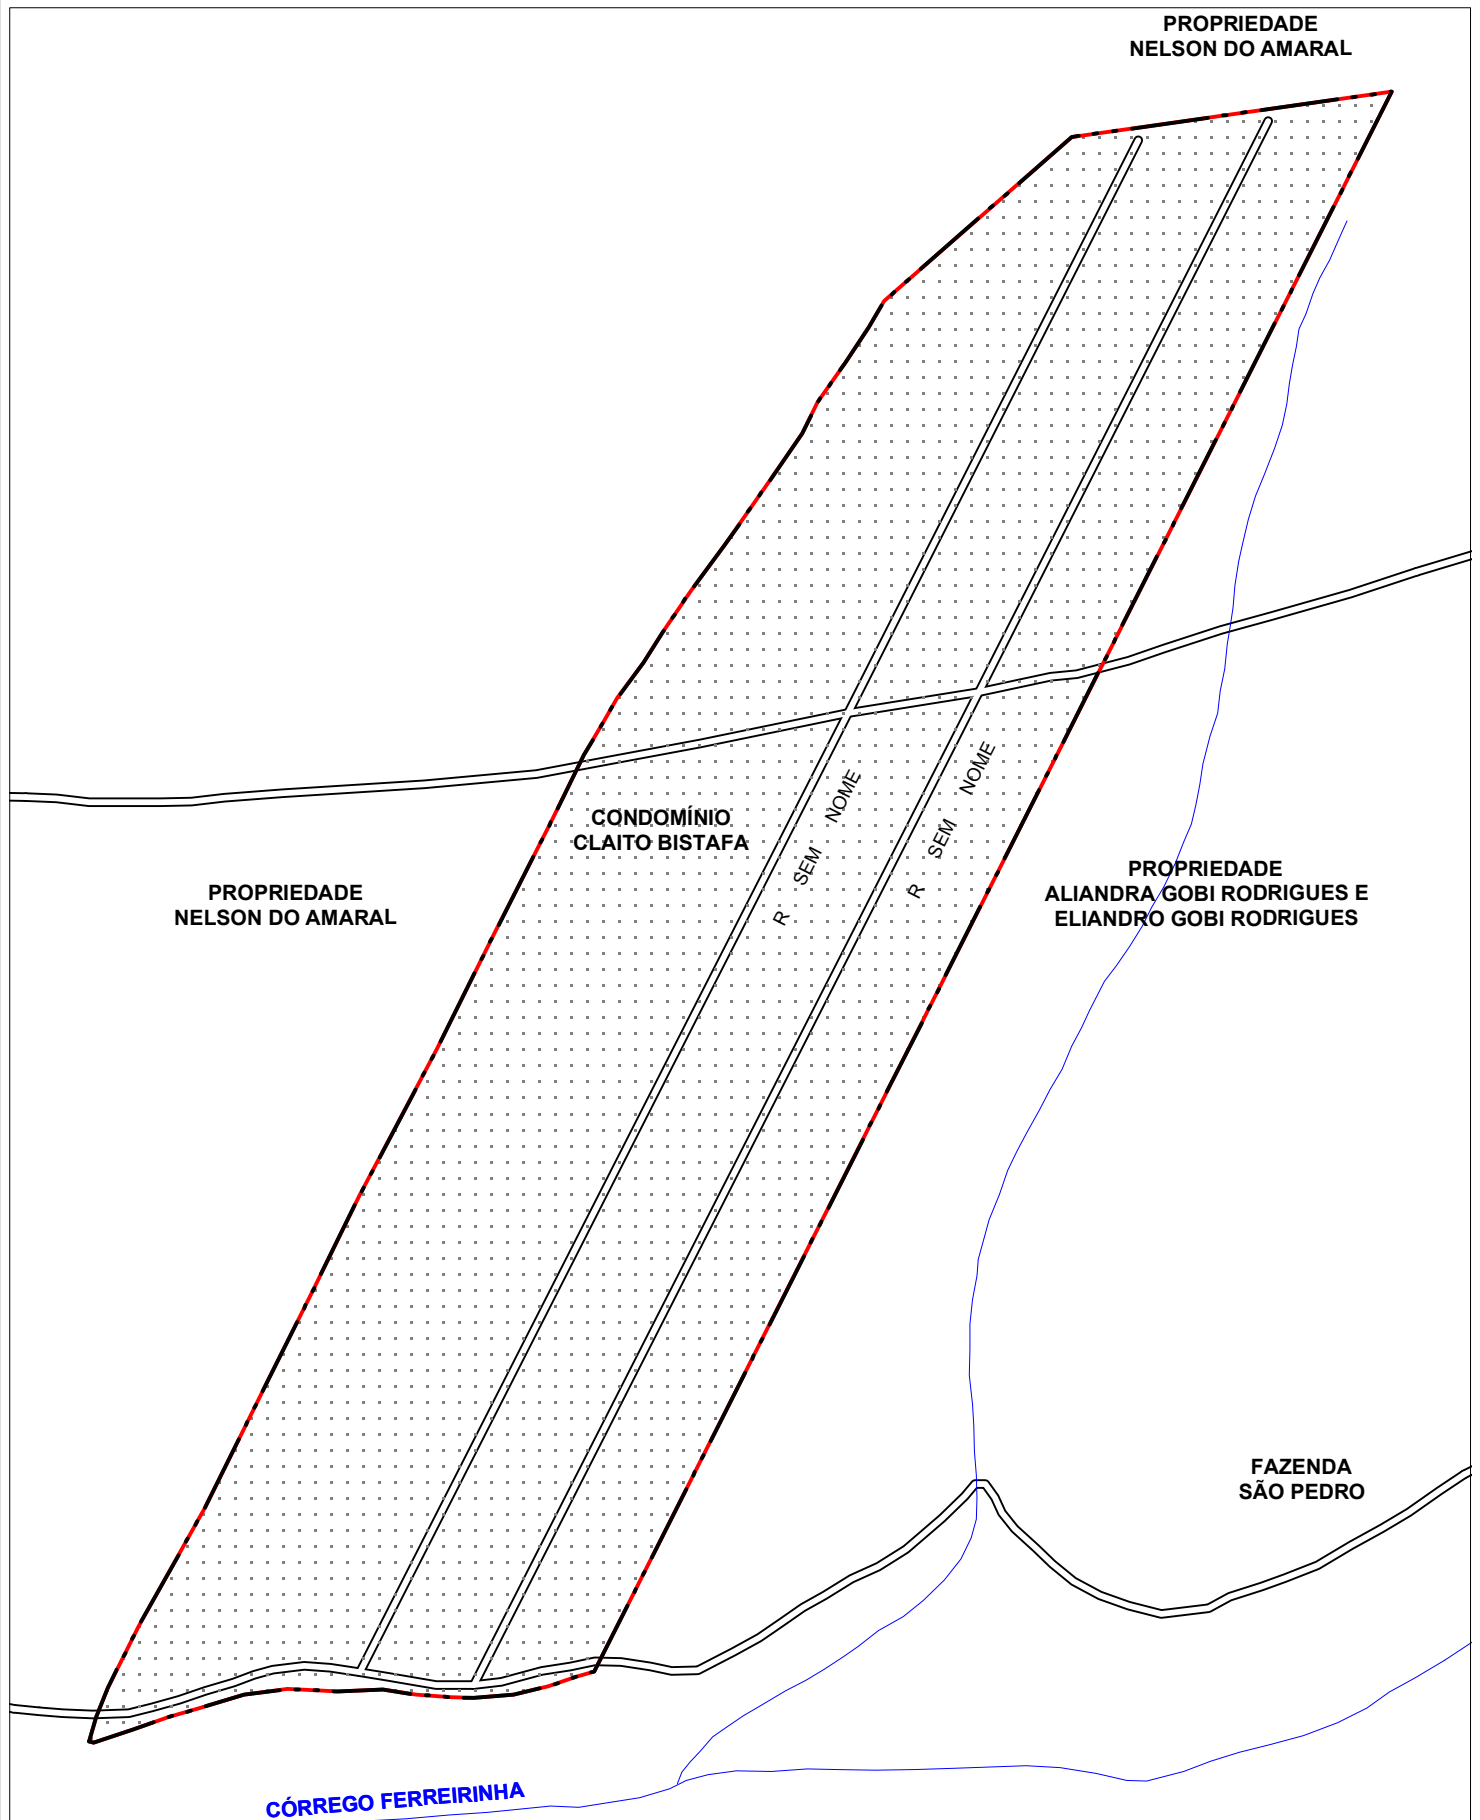 PROPRIEDADE
NELSON DO AMARAL
R SEM NOME
R SEM NOME
CONDOMÍNIO
CLAITO BISTAFA
PROPRIEDADE
NELSON DO AMARAL
PROPRIEDADE
ALIANDRA GOBI RODRIGUES E
ELIANDRO GOBI RODRIGUES
FAZENDA
SÃO PEDRO
CÓRREGO FERREIRINHA